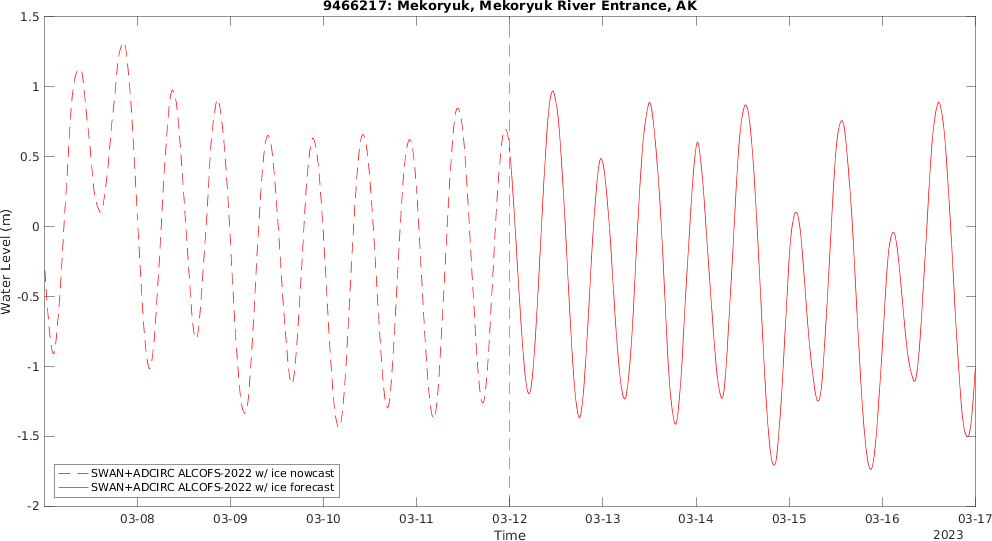 9466217: Mekoryuk, Mekoryuk River Entrance, AK
1.5
1
0.5
0
-0.5
-1
-1.5
-2
Water Level (m)
SWAN+ADCIRC ALCOFS-2022 w/ ice nowcast
SWAN+ADCIRC ALCOFS-2022 w/ ice forecast
03-08 03-09 03-10 03-11 03-12 03-13 03-14 03-15 03-16 03-17
Time
2023